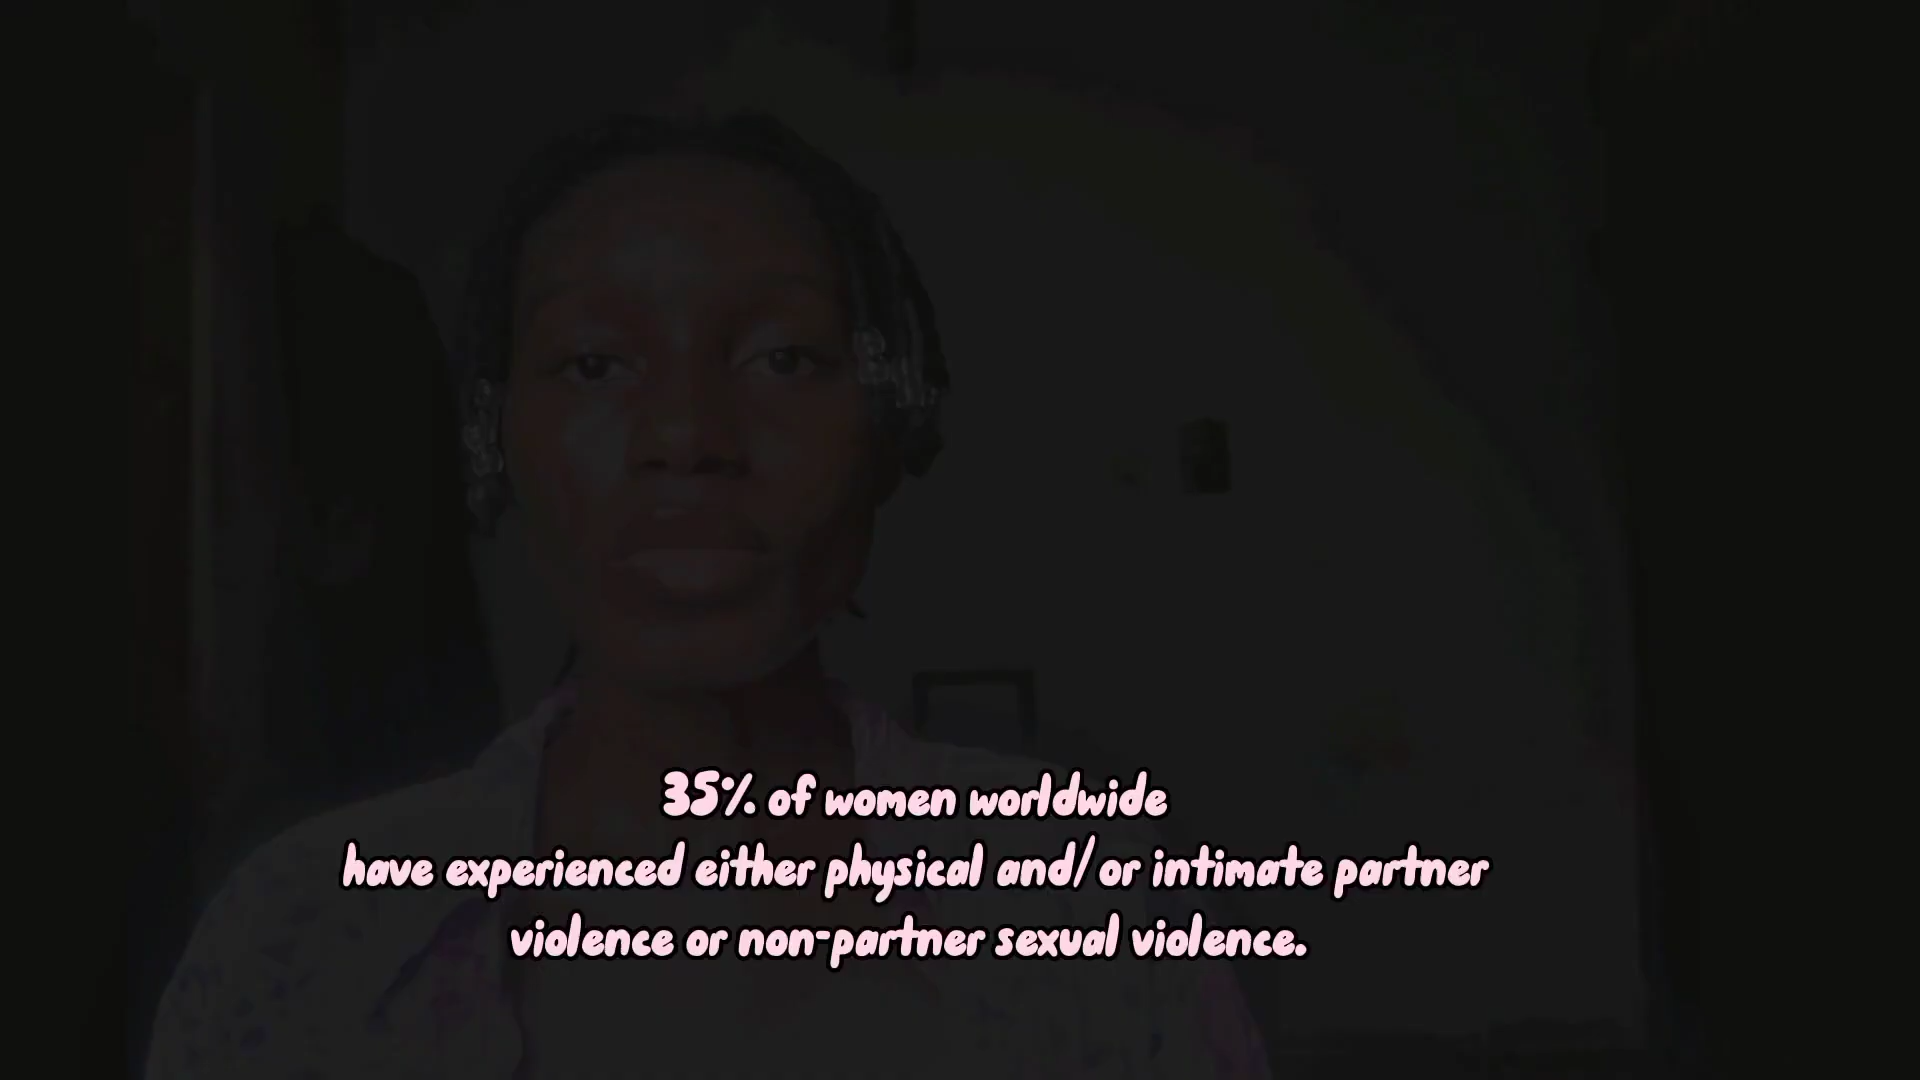 35% of women worldwide
have experienced either physical and/or intimate partner
violence or non-partner sexual violence.